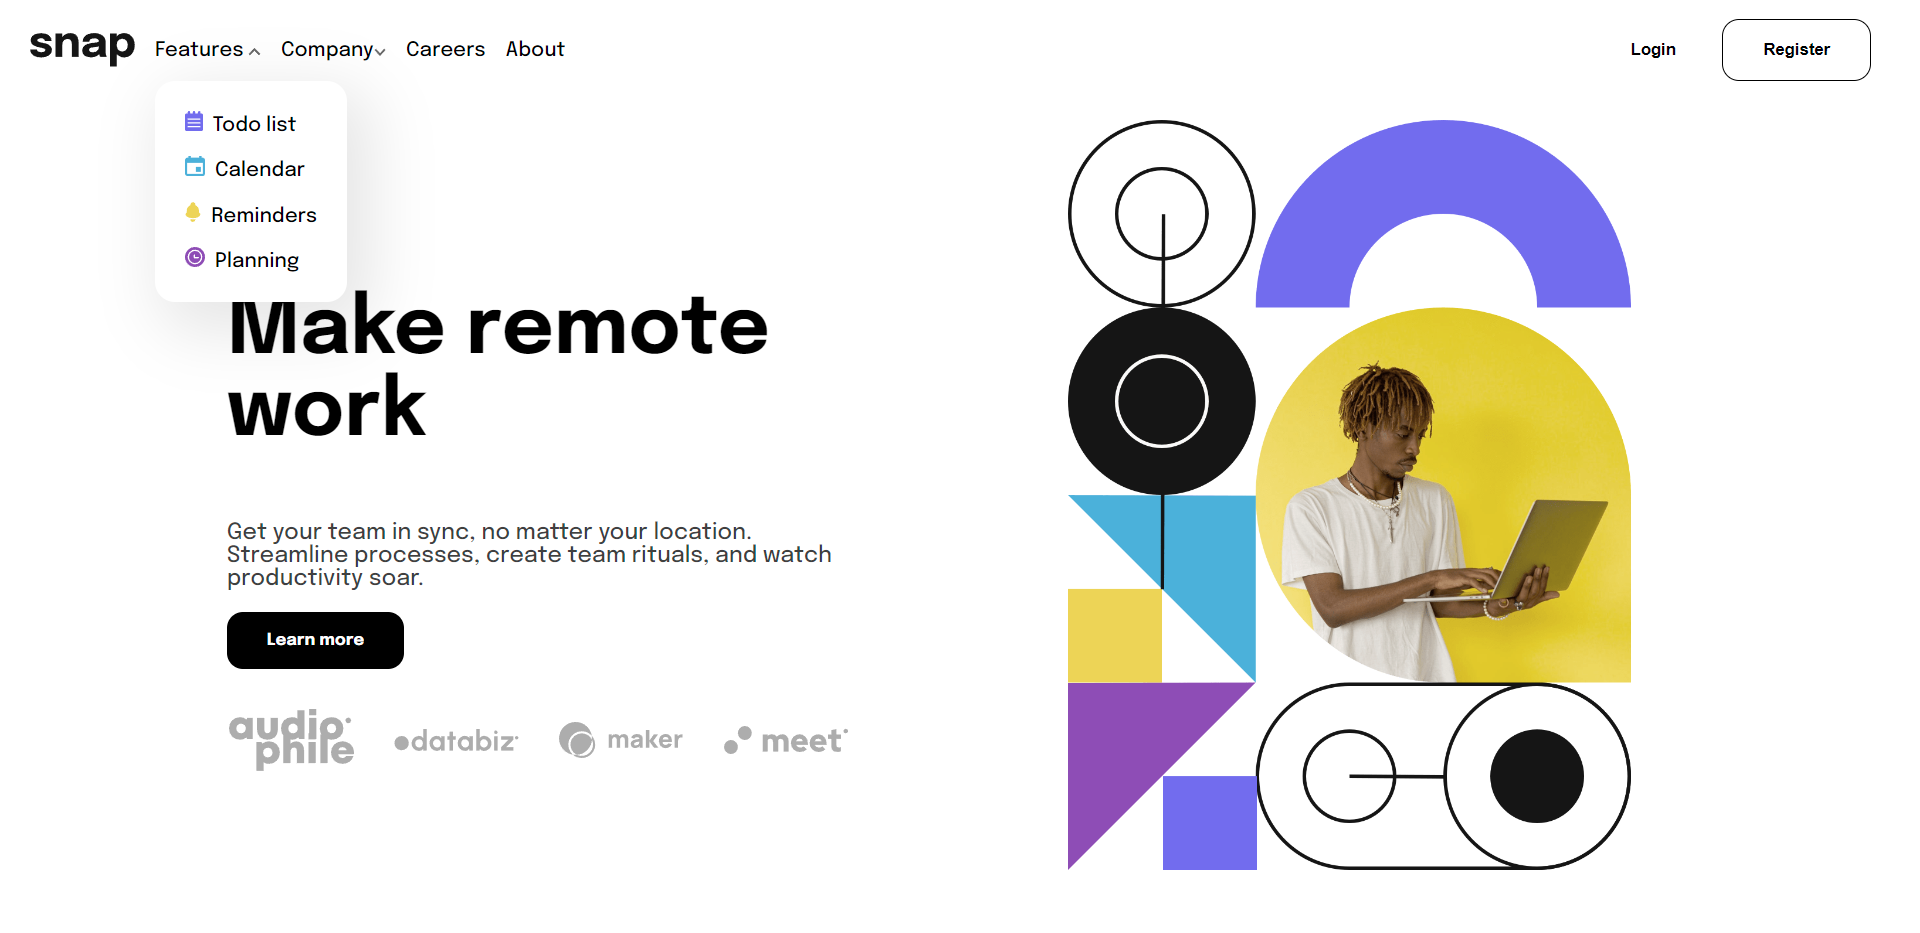 snap Features Company Careers About Login Register
Todo list
Calendar
Reminders
Planning
Make remote
work
Get your team in sync, no matter your location.
Streamline processes, create team rituals, and watch
productivity soar.
Learn more
audio
phile
databiz
maker
meet